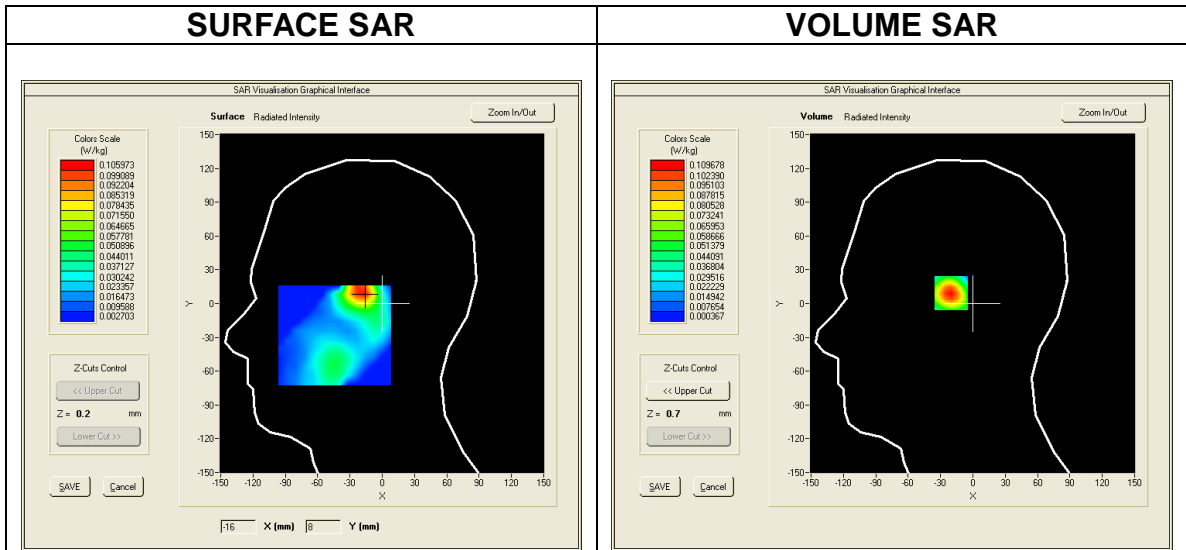 SURFACE SAR
SAR Visualisation Graphical Interface
Surface Radiated Intensity
Zoom In/Out
Colors Scale
(W/kg)
0.105973
0.099089
0.092204
0.085319
0.078435
0.071550
0.064665
0.057781
0.050896
0.044011
0.037127
0.030242
0.023357
0.016473
0.009588
0.002703
Z-Cuts Control
<< Upper Cut
Z = 0.2 mm
Lower Cut >>
SAVE Cancel
150
120
90
60
30
0
-30
-60
-90
-120
-150
Y
-150 -120 -90 -60 -30 0 30 60 90 120 150
X
-16 X (mm) 8 Y (mm)
VOLUME SAR
SAR Visualisation Graphical Interface
Volume Radiated Intensity
Zoom In/Out
Colors Scale
(W/kg)
0.109678
0.102390
0.095103
0.087815
0.080528
0.073241
0.065953
0.058666
0.051379
0.044091
0.036804
0.029516
0.022229
0.014942
0.007654
0.000367
Z-Cuts Control
<< Upper Cut
Z = 0.7 mm
Lower Cut >>
SAVE Cancel
150
120
90
60
30
0
-30
-60
-90
-120
-150
Y
-150 -120 -90 -60 -30 0 30 60 90 120 150
X